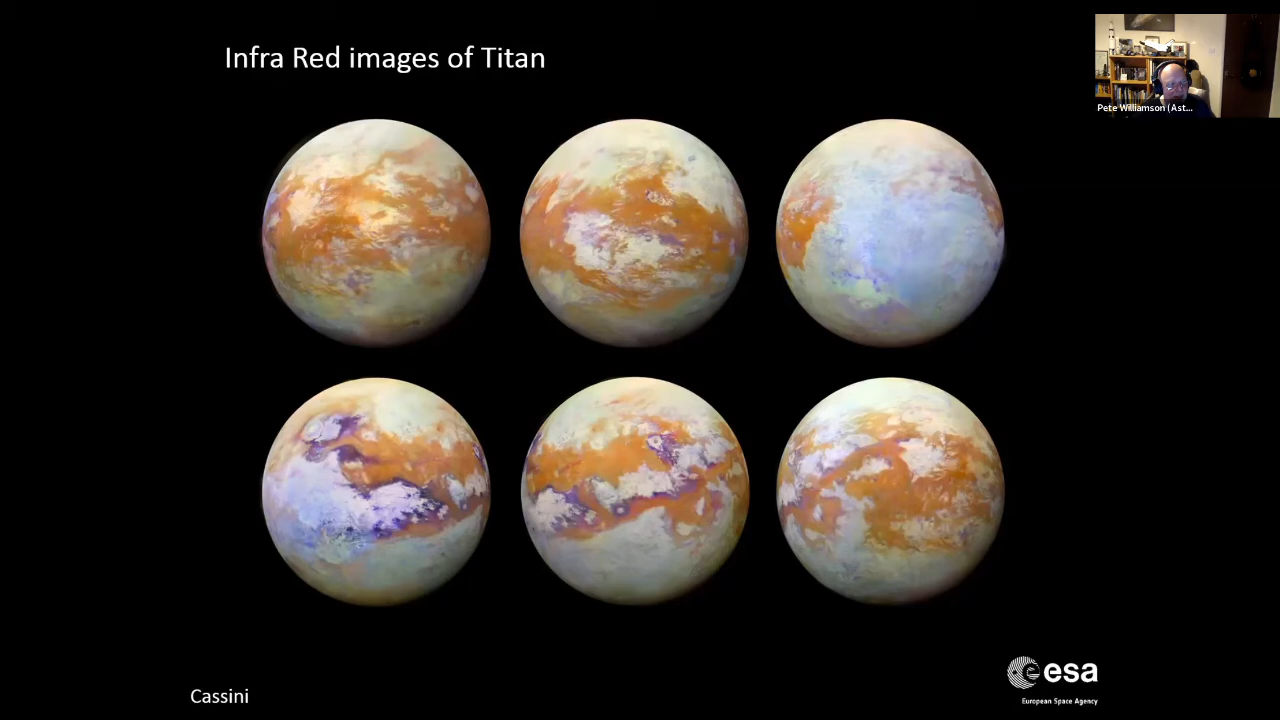 Infra Red images of Titan
Pete Williamson (Ast...
Cassini
esa
European Space Agency